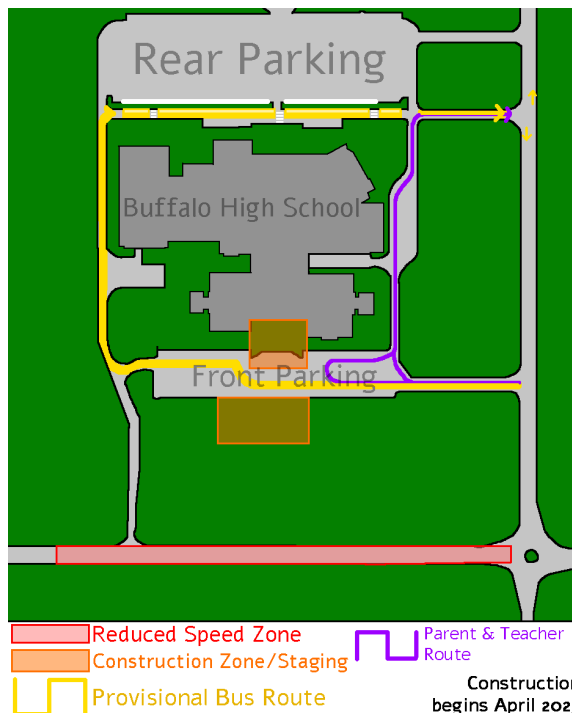 Rear Parking
Buffalo High School
Front Parking
Reduced Speed Zone
Construction Zone/Staging
Provisional Bus Route
Parent & Teacher
Route
Construction
begins April